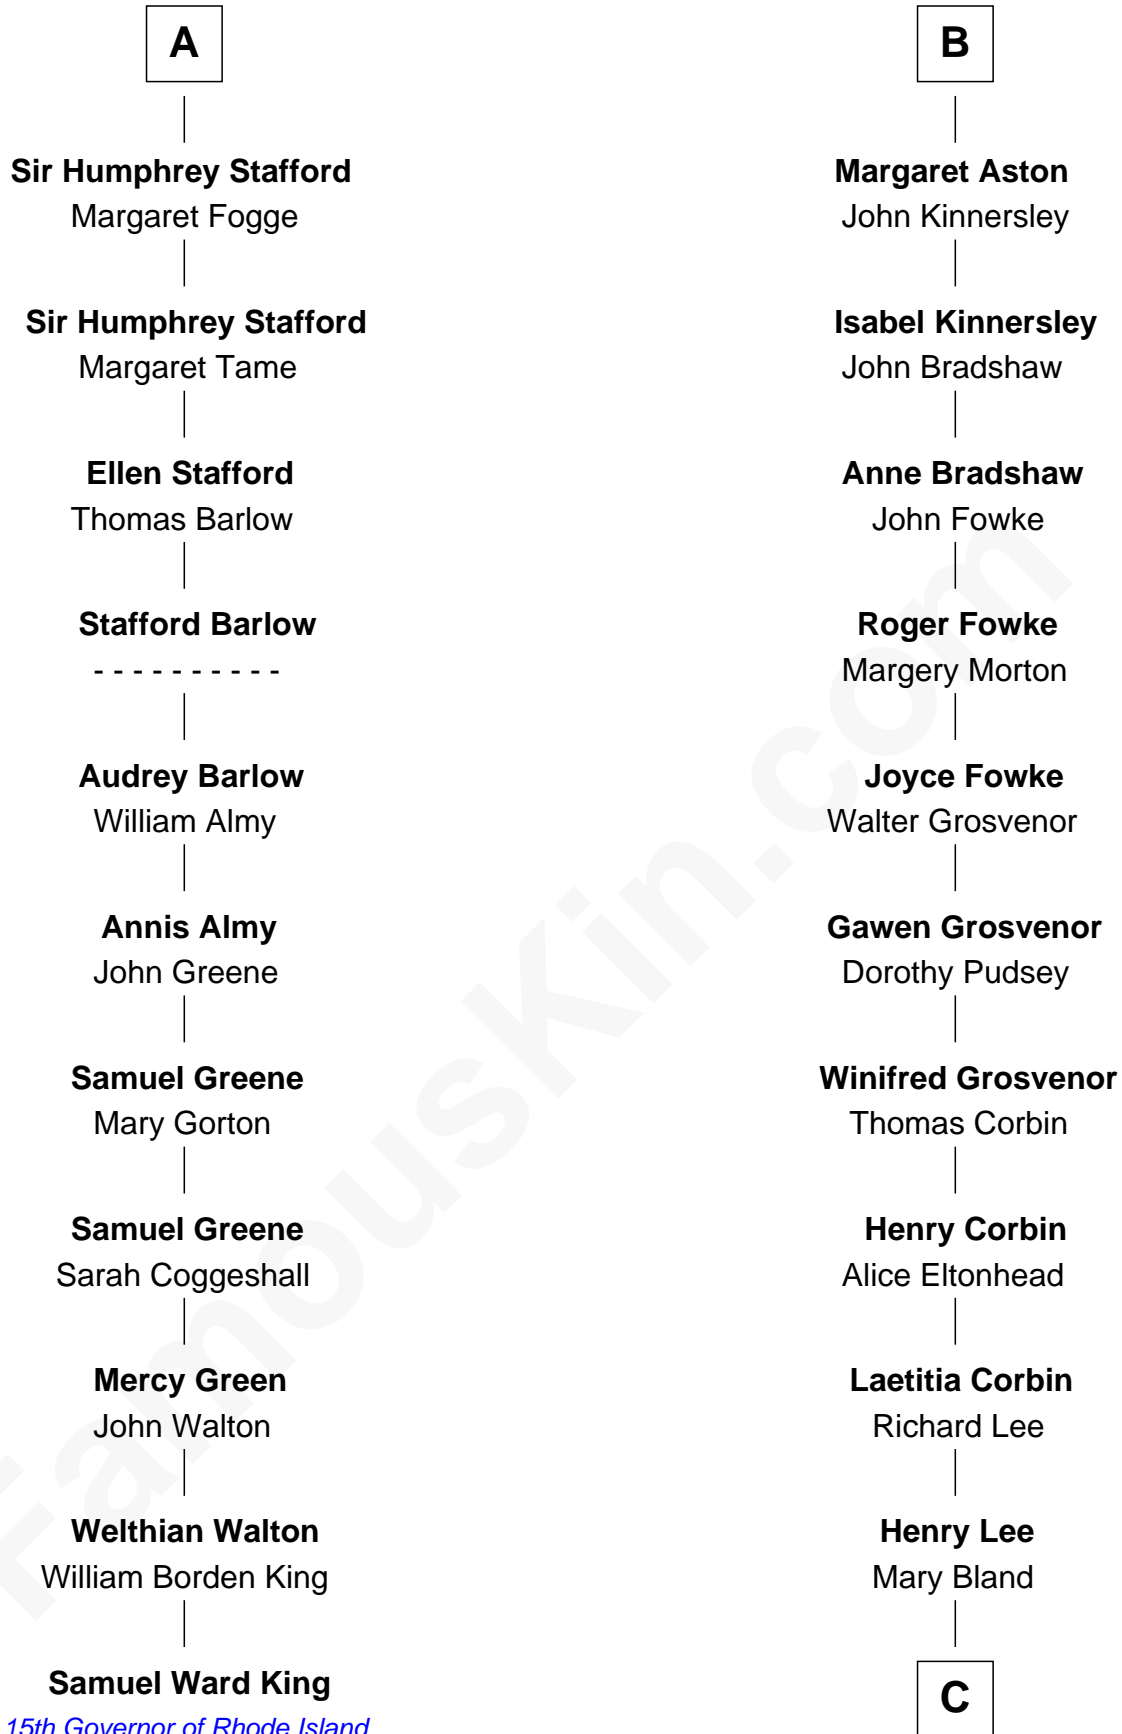 A
Sir Humphrey Stafford
Margaret Fogge
Sir Humphrey Stafford
Margaret Tame
Ellen Stafford
Thomas Barlow
Stafford Barlow
- - - - - - - - - -
Audrey Barlow
William Almy
Annis Almy
John Greene
Samuel Greene
Mary Gorton
Samuel Greene
Sarah Coggeshall
Mercy Green
John Walton
Welthian Walton
William Borden King
Samuel Ward King
15th Governor of Rhode Island
B
Margaret Aston
John Kinnersley
Isabel Kinnersley
John Bradshaw
Anne Bradshaw
John Fowke
Roger Fowke
Margery Morton
Joyce Fowke
Walter Grosvenor
Gawen Grosvenor
Dorothy Pudsey
Winifred Grosvenor
Thomas Corbin
Henry Corbin
Alice Eltonhead
Laetitia Corbin
Richard Lee
Henry Lee
Mary Bland
C
FamousKin.com